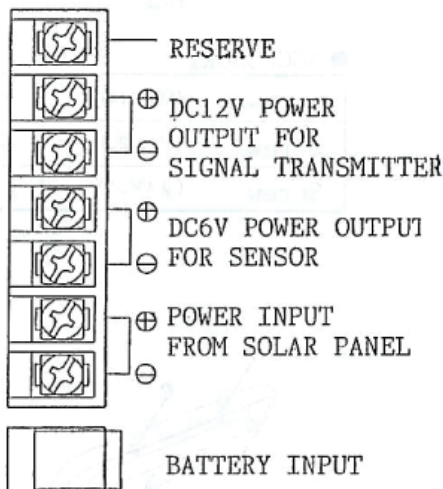 RESERVE
⊕ DC12V POWER
OUTPUT FOR
⊖ SIGNAL TRANSMITTER
⊕ DC6V POWER OUTPUT
⊖ FOR SENSOR
⊕ POWER INPUT
FROM SOLAR PANEL
⊖
BATTERY INPUT